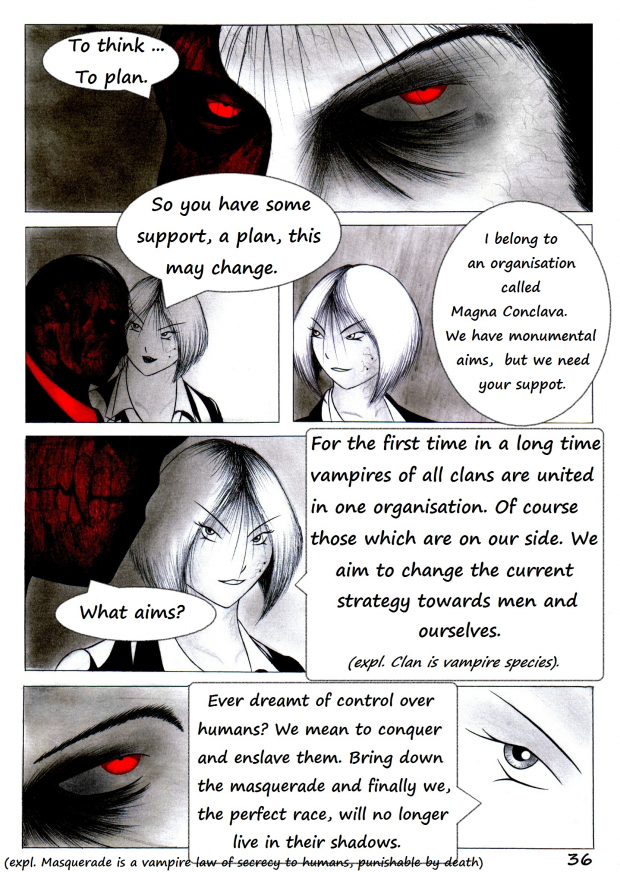 To think ...
To plan.
So you have some
support, a plan, this
may change.
I belong to
an organisation
called
Magna Conclava.
We have monumental
aims, but we need
your suppot.
For the first time in a long time
vampires of all clans are united
in one organisation. Of course
those which are on our side. We
aim to change the current
strategy towards men and
ourselves.
(expl. Clan is vampire species).
What aims?
Ever dreamt of control over
humans? We mean to conquer
and enslave them. Bring down
the masquerade and finally we,
the perfect race, will no longer
live in their shadows.
(expl. Masquerade is a vampire law of secrecy to humans, punishable by death)
36